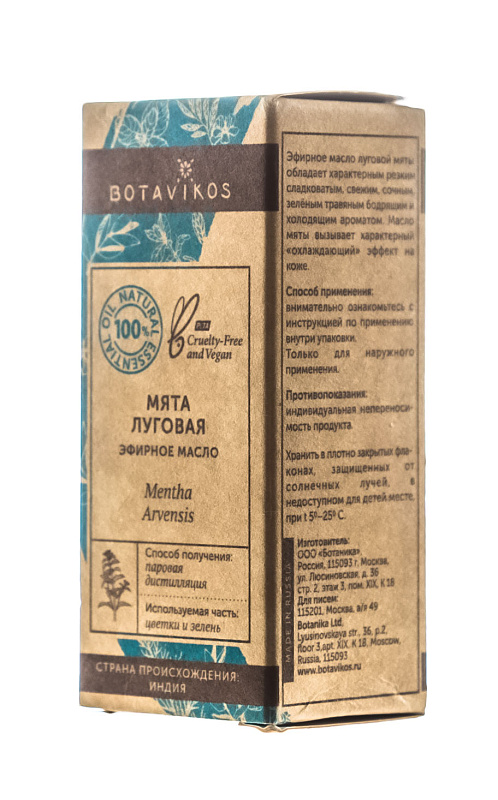 BOTAVIKOS
100%
NATURAL ESSENTIAL OIL
PETA
Cruelty-Free
and Vegan
МЯТА
ЛУГОВАЯ
ЭФИРНОЕ МАСЛО
Mentha
Arvensis
Способ получения:
паровая
дистилляция
Используемая часть:
цветки и зелень
СТРАНА ПРОИСХОЖДЕНИЯ:
ИНДИЯ
Эфирное масло луговой мяты
обладает характерным резким
сладковатым, свежим, сочным,
зелёным травяным бодрящим и
холодящим ароматом. Масло
мяты вызывает характерный
«охлаждающий» эффект на
коже.
Способ применения:
внимательно ознакомьтесь с
инструкцией по применению
внутри упаковки.
Только для наружного
применения.
Противопоказания:
индивидуальная непереноси-
мость продукта.
Хранить в плотно закрытых фла-
конах, защищенных от
солнечных лучей, в
недоступном для детей месте,
при t 5º–25º С.
MADE IN RUSSIA
Изготовитель:
ООО «Ботаника»,
Россия, 115093 г. Москва,
ул. Люсиновская, д. 36
стр. 2, этаж 3, пом. XIX, К 18
Для писем:
115201, Москва, а/я 49
Botanika Ltd,
Lyusinovskaya str., 36, p.2,
floor 3,apt. XIX, K 18, Moscow,
Russia, 115093
www.botavikos.ru